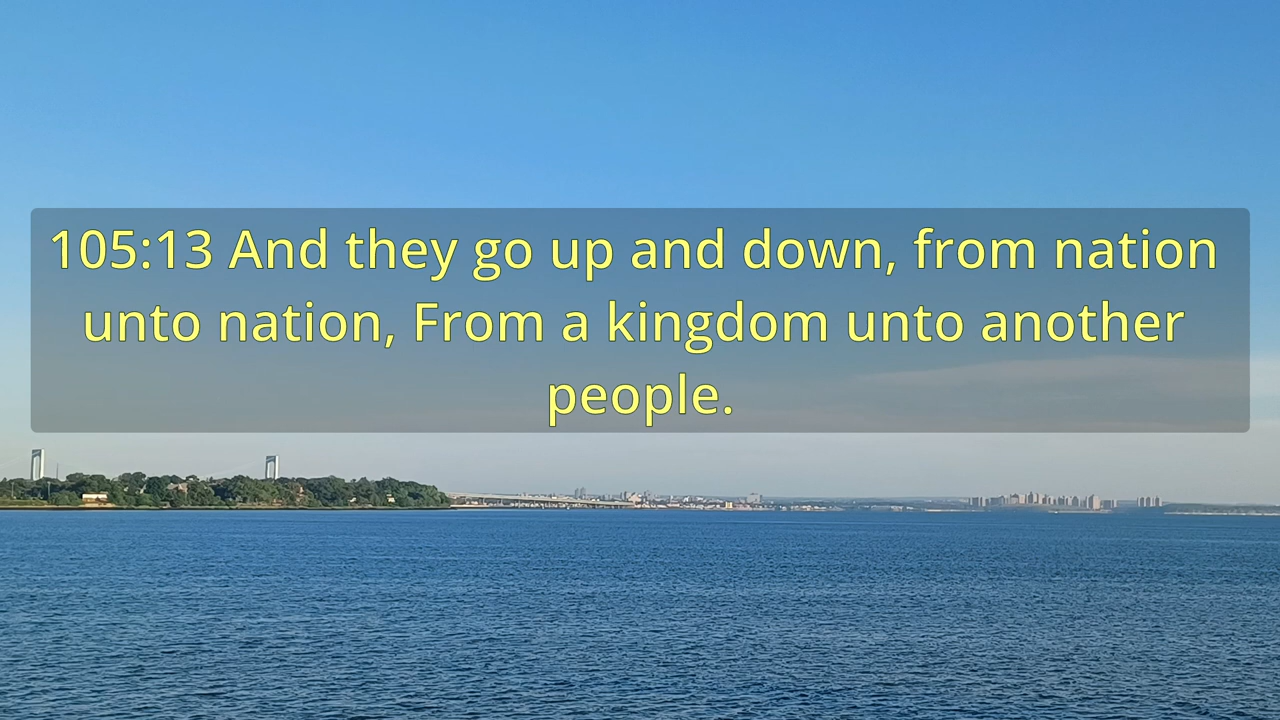 105:13 And they go up and down, from nation
unto nation, From a kingdom unto another
people.